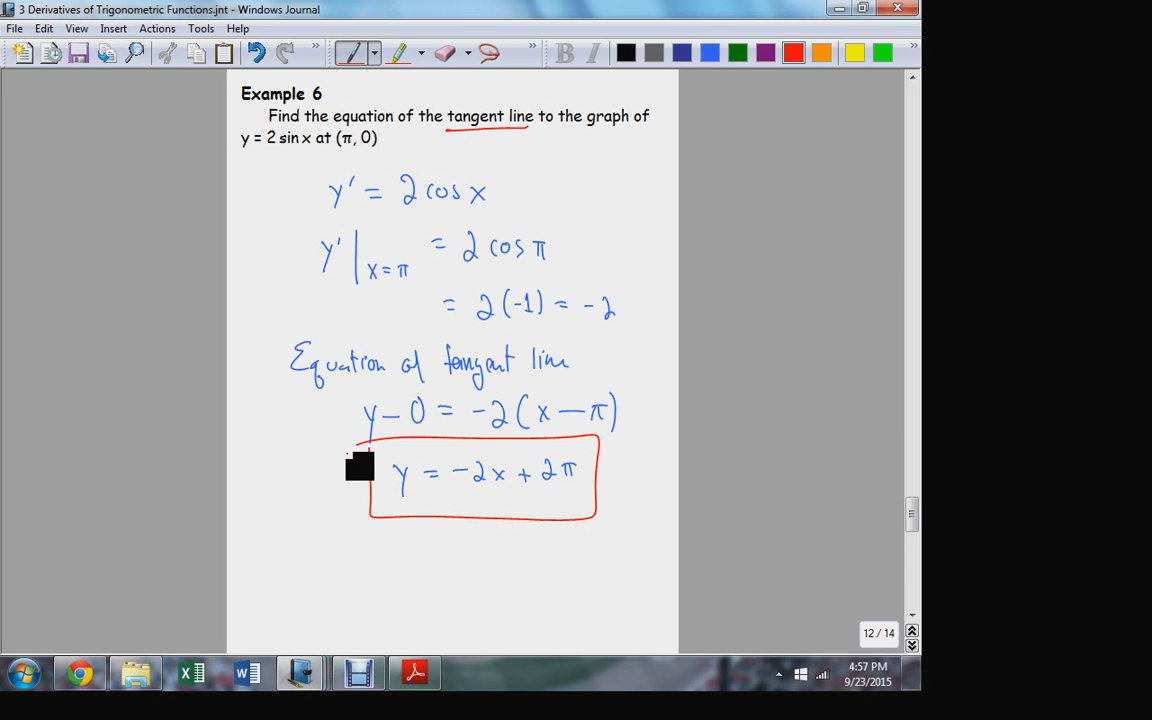 3 Derivatives of Trigonometric Functions.jnt - Windows Journal
File Edit View Insert Actions Tools Help
» » B I »
Example 6
Find the equation of the tangent line to the graph of
y = 2 sin x at (π, 0)
y' = 2 cos x
y' | x = π = 2 cos π
= 2(-1) = -2
Equation of tangent line
y - 0 = -2(x - π)
y = -2x + 2π
12 / 14
4:57 PM
9/23/2015